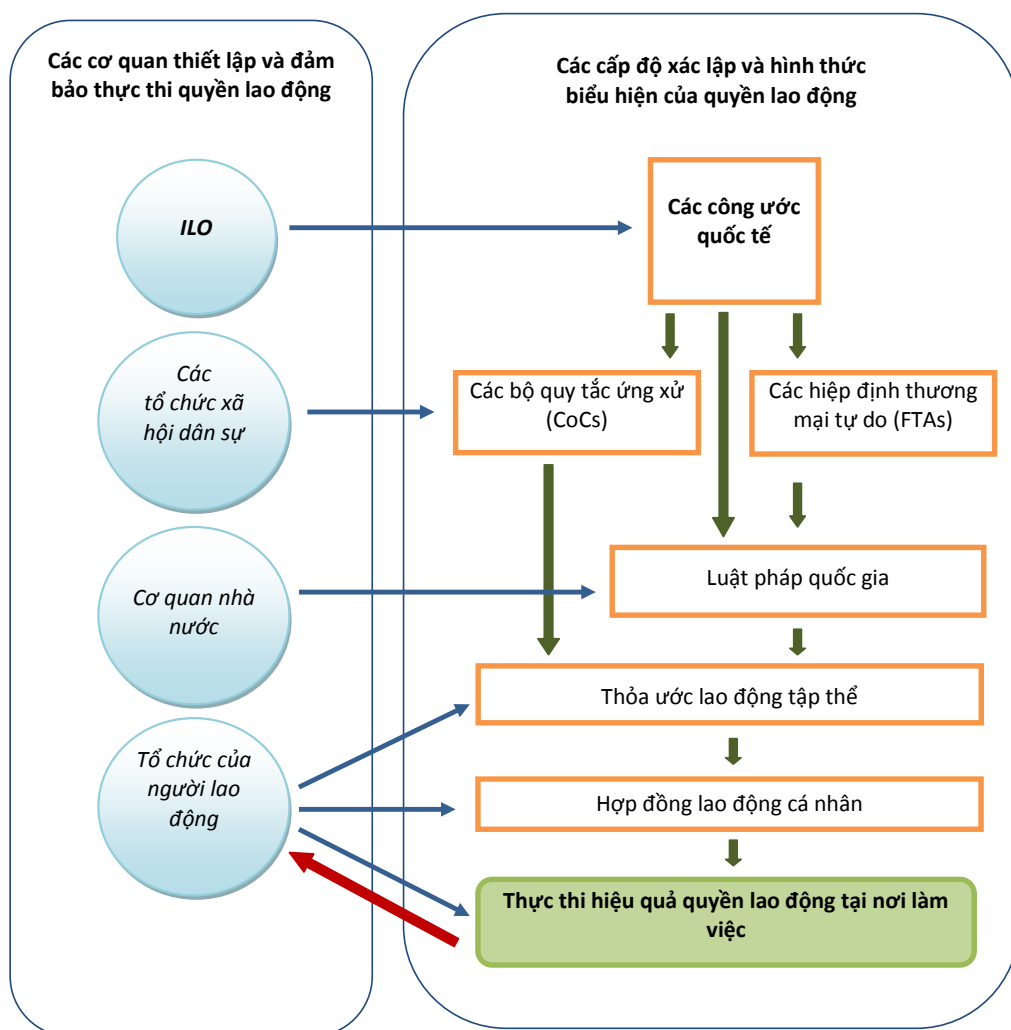 Các cơ quan thiết lập và đảm
bảo thực thi quyền lao động
Các cấp độ xác lập và hình thức
biểu hiện của quyền lao động
ILO
Các công ước
quốc tế
Các
tổ chức xã
hội dân sự
Các bộ quy tắc ứng xử
(CoCs)
Các hiệp định thương
mại tự do (FTAs)
Cơ quan nhà
nước
Luật pháp quốc gia
Thỏa ước lao động tập thể
Tổ chức của
người lao
động
Hợp đồng lao động cá nhân
Thực thi hiệu quả quyền lao động tại nơi làm
việc